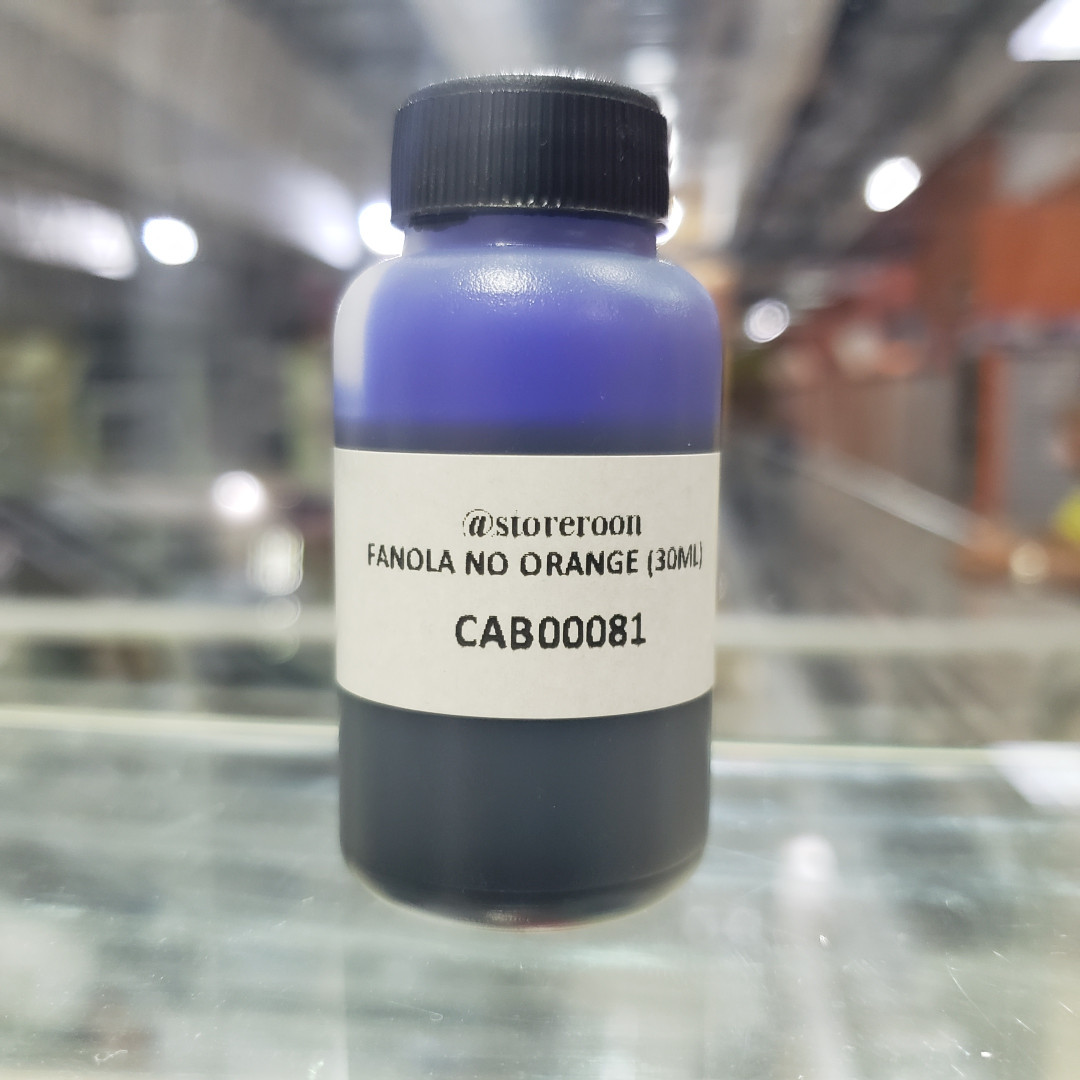 @storeroon
FANOLA NO ORANGE (30ML)
CAB00081